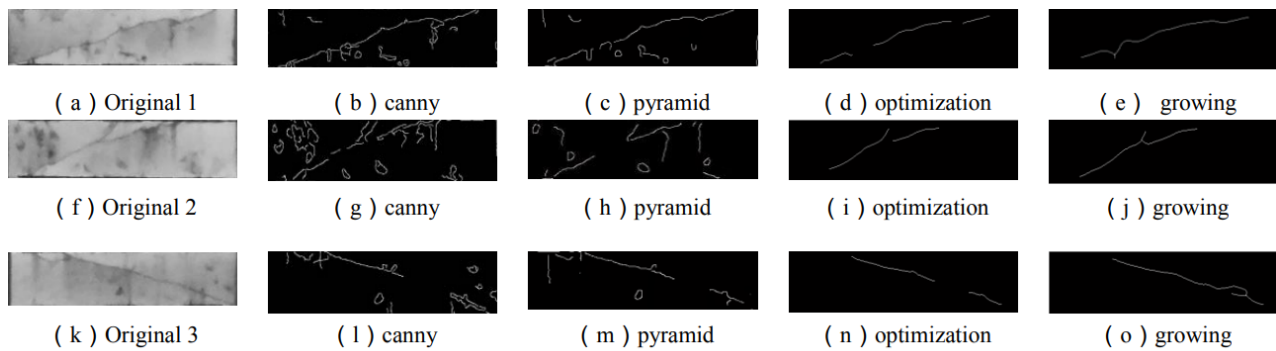 ( a ) Original 1 ( b ) canny ( c ) pyramid ( d ) optimization ( e ) growing
( f ) Original 2 ( g ) canny ( h ) pyramid ( i ) optimization ( j ) growing
( k ) Original 3 ( l ) canny ( m ) pyramid ( n ) optimization ( o ) growing